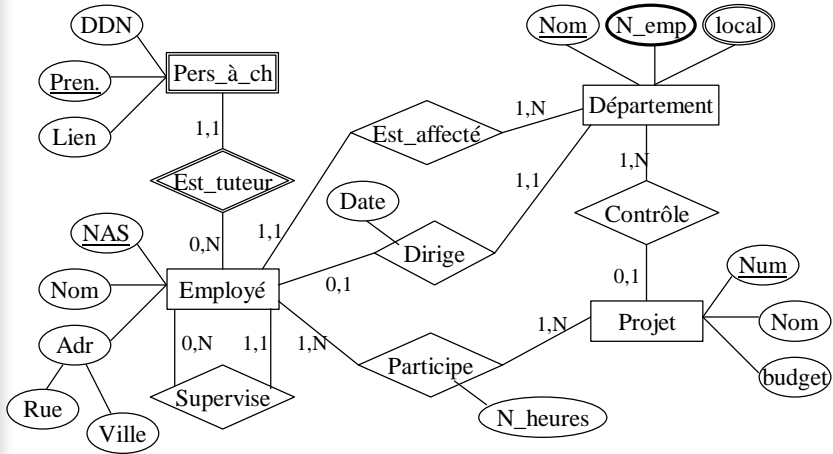 DDN
Nom
N_emp
local
Pers_à_ch
Pren.
Département
Lien
1,1
1,N
Est_affecté
1,N
Est_tuteur
1,1
Date
Contrôle
NAS
0,N
1,1
Dirige
Num
Nom
Employé
0,1
0,1
Projet
Nom
Adr
0,N
1,1
1,N
1,N
Participe
budget
Rue
Supervise
N_heures
Ville